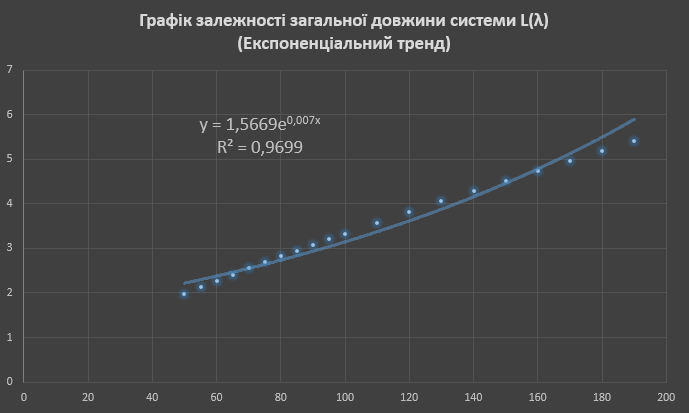 Графік залежності загальної довжини системи L(λ)
(Експоненціальний тренд)
7
6
5
4
3
2
1
0
y = 1,5669e^0,007x
R² = 0,9699
0 20 40 60 80 100 120 140 160 180 200